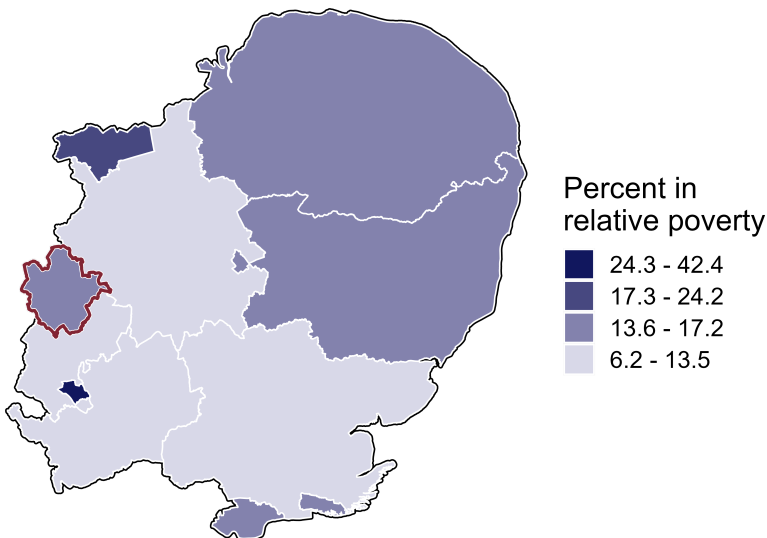 Percent in
relative poverty
24.3 - 42.4
17.3 - 24.2
13.6 - 17.2
6.2 - 13.5